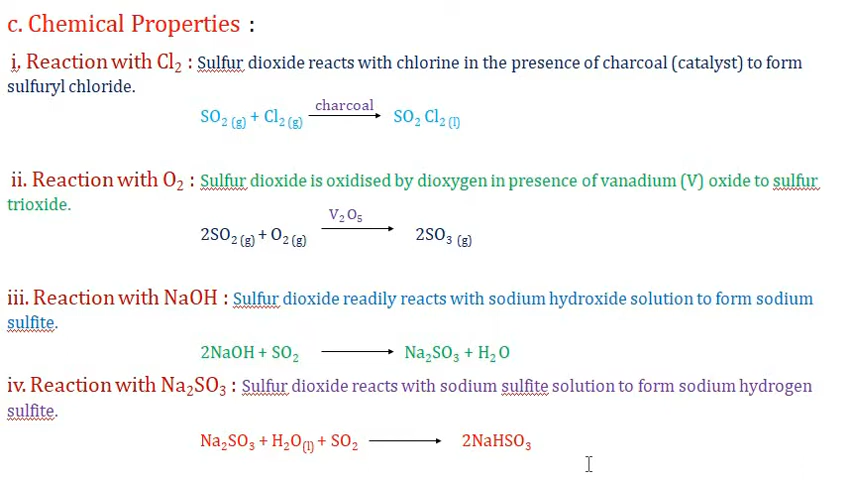 c. Chemical Properties :
i. Reaction with Cl₂ : Sulfur dioxide reacts with chlorine in the presence of charcoal (catalyst) to form
sulfuryl chloride.
charcoal
SO₂ (g) + Cl₂ (g) ⟶ SO₂ Cl₂ (l)
ii. Reaction with O₂ : Sulfur dioxide is oxidised by dioxygen in presence of vanadium (V) oxide to sulfur
trioxide.
V₂ O₅
2SO₂ (g) + O₂ (g) ⟶ 2SO₃ (g)
iii. Reaction with NaOH : Sulfur dioxide readily reacts with sodium hydroxide solution to form sodium
sulfite.
2NaOH + SO₂ ⟶ Na₂SO₃ + H₂ O
iv. Reaction with Na₂SO₃ : Sulfur dioxide reacts with sodium sulfite solution to form sodium hydrogen
sulfite.
Na₂SO₃ + H₂O(l) + SO₂ ⟶ 2NaHSO₃